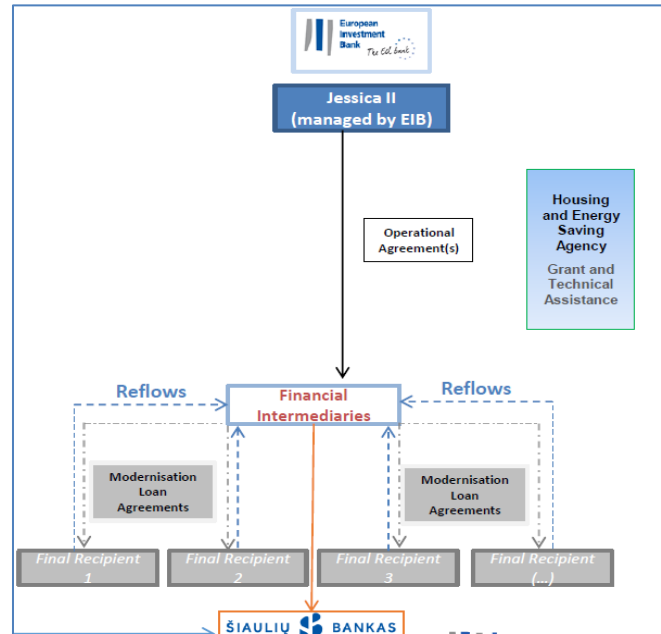 European
Investment
Bank
The EU bank
Jessica II
(managed by EIB)
Operational
Agreement(s)
Housing
and Energy
Saving
Agency
Grant and
Technical
Assistance
Reflows
Financial
Intermediaries
Reflows
Modernisation
Loan
Agreements
Modernisation
Loan
Agreements
Final Recipient
1
Final Recipient
2
Final Recipient
3
Final Recipient
(...)
ŠIAULIŲ BANKAS